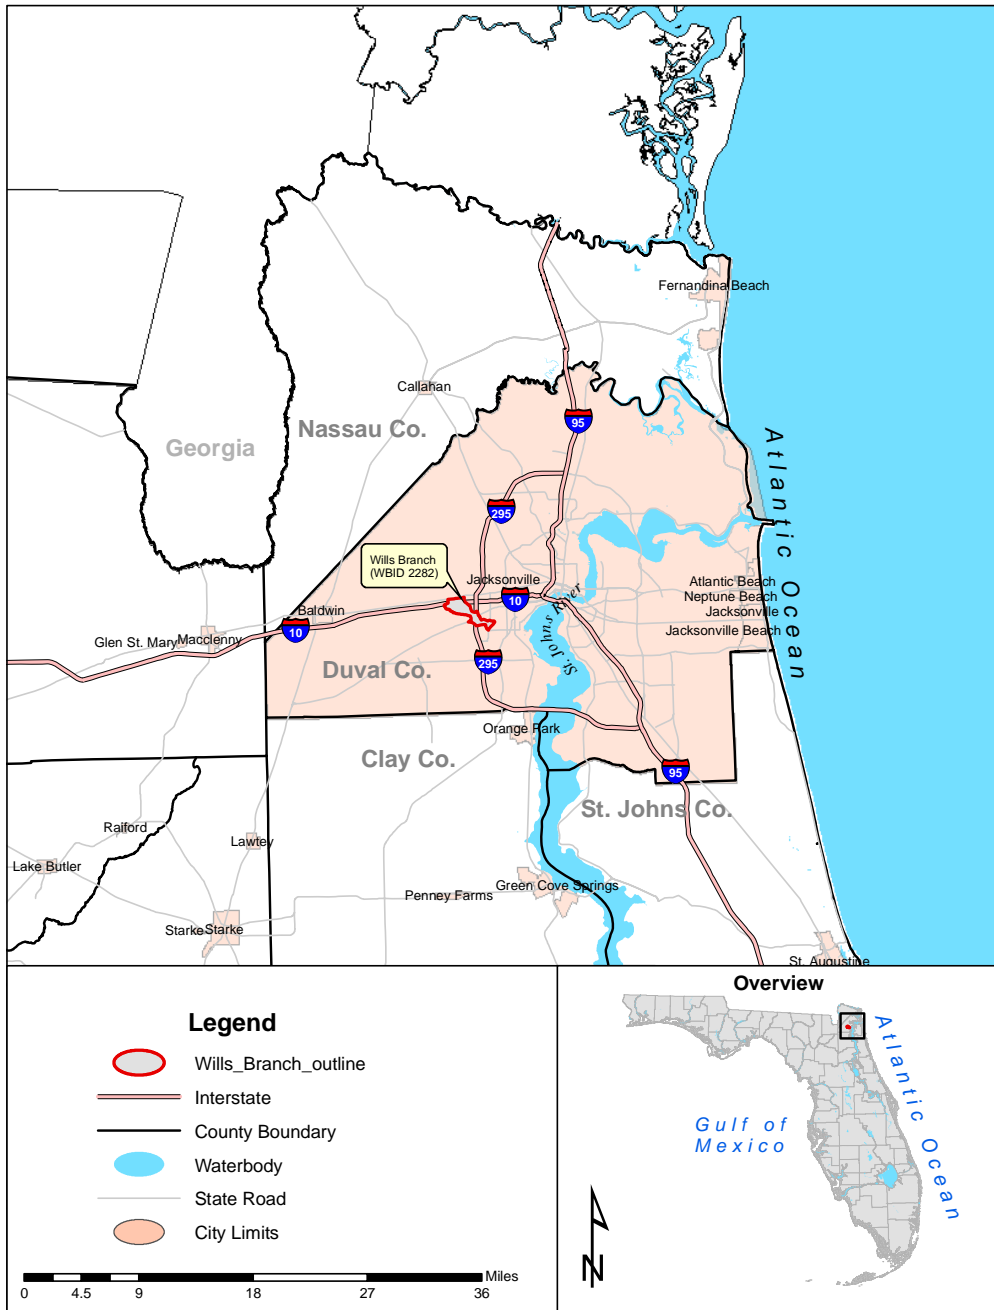 Fernandina Beach
Callahan
Nassau Co.
Georgia
95
Atlantic Ocean
295
Wills Branch
(WBID 2282)
Jacksonville
10
Atlantic Beach
Neptune Beach
Jacksonville
Jacksonville Beach
Baldwin
10
Glen St. Mary
Macclenny
St. Johns River
295
Duval Co.
Orange Park
Clay Co.
95
St. Johns Co.
Raiford
Lawtey
Lake Butler
Green Cove Springs
Penney Farms
Starke
Starke
St. Augustine
Legend
Wills_Branch_outline
Interstate
County Boundary
Waterbody
State Road
City Limits
Miles
0
4.5
9
18
27
36
Overview
Atlantic Ocean
Gulf of
Mexico
N